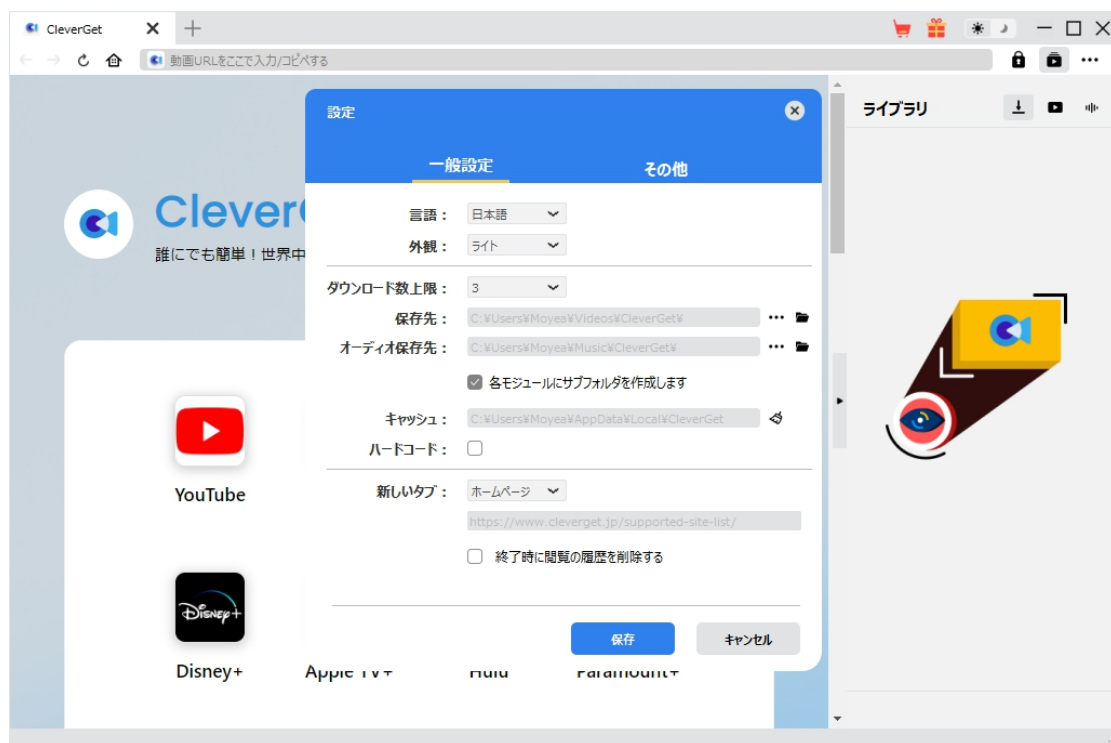 CleverGet
動画URLをここで入力/コピペする
設定
ライブラリ
一般設定
その他
CleverG
誰にでも簡単！世界中
言語：
日本語
外観：
ライト
ダウンロード数上限：
3
保存先：
C:¥Users¥Moyea¥Videos¥CleverGet¥
オーディオ保存先：
C:¥Users¥Moyea¥Music¥CleverGet¥
各モジュールにサブフォルダを作成します
キャッシュ：
C:¥Users¥Moyea¥AppData¥Local¥CleverGet
ハードコード：
新しいタブ：
ホームページ
YouTube
https://www.cleverget.jp/supported-site-list/
終了時に閲覧の履歴を削除する
Disney+
保存
キャンセル
Disney+
Apple TV+
Hulu
Paramount+